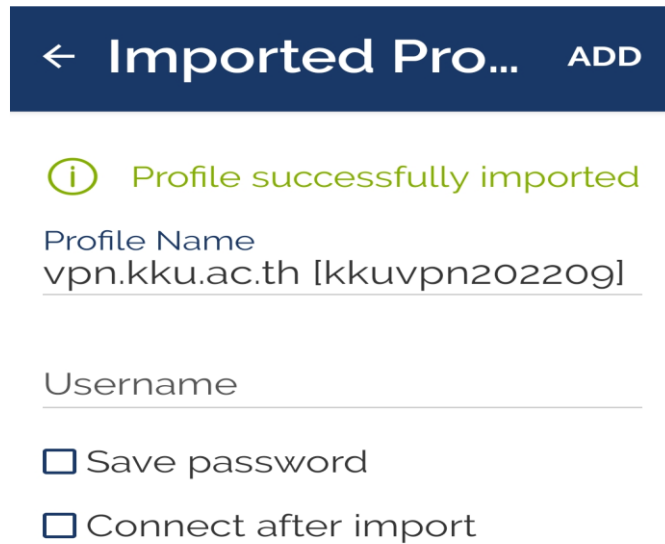 ← Imported Pro... ADD
Profile successfully imported
Profile Name
vpn.kku.ac.th [kkuvpn202209]
Username
Save password
Connect after import